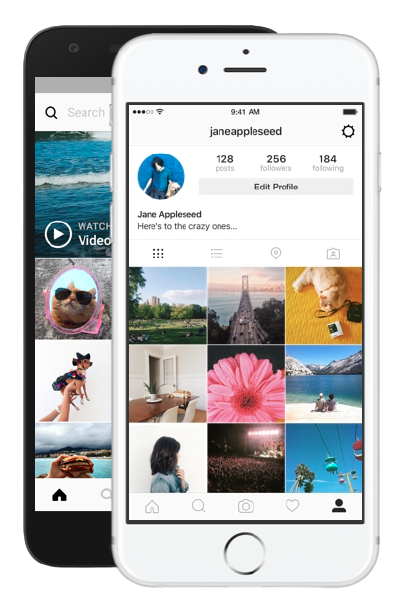 Search
WATCH
Video
9:41 AM
janeappleseed
128
posts
256
followers
184
following
Edit Profile
Jane Appleseed
Here's to the crazy ones...